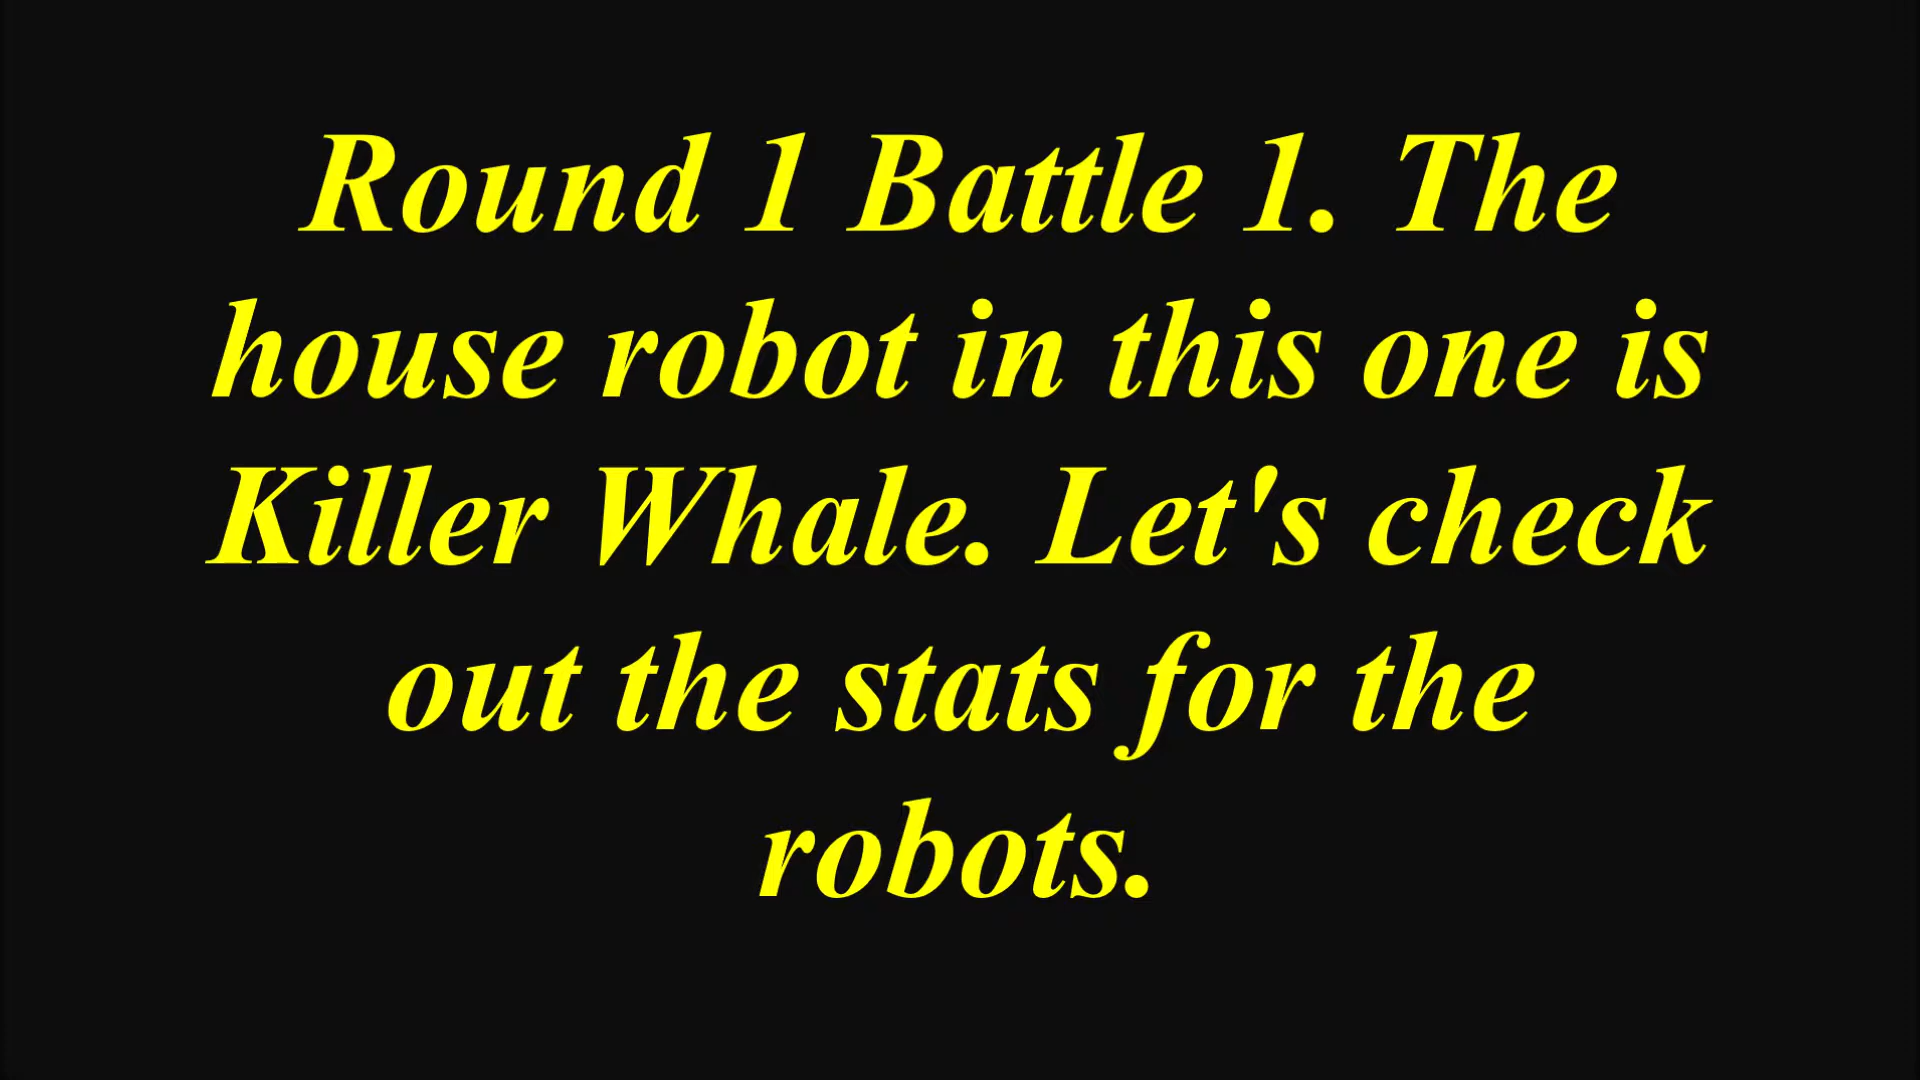 Round 1 Battle 1. The
house robot in this one is
Killer Whale. Let's check
out the stats for the
robots.